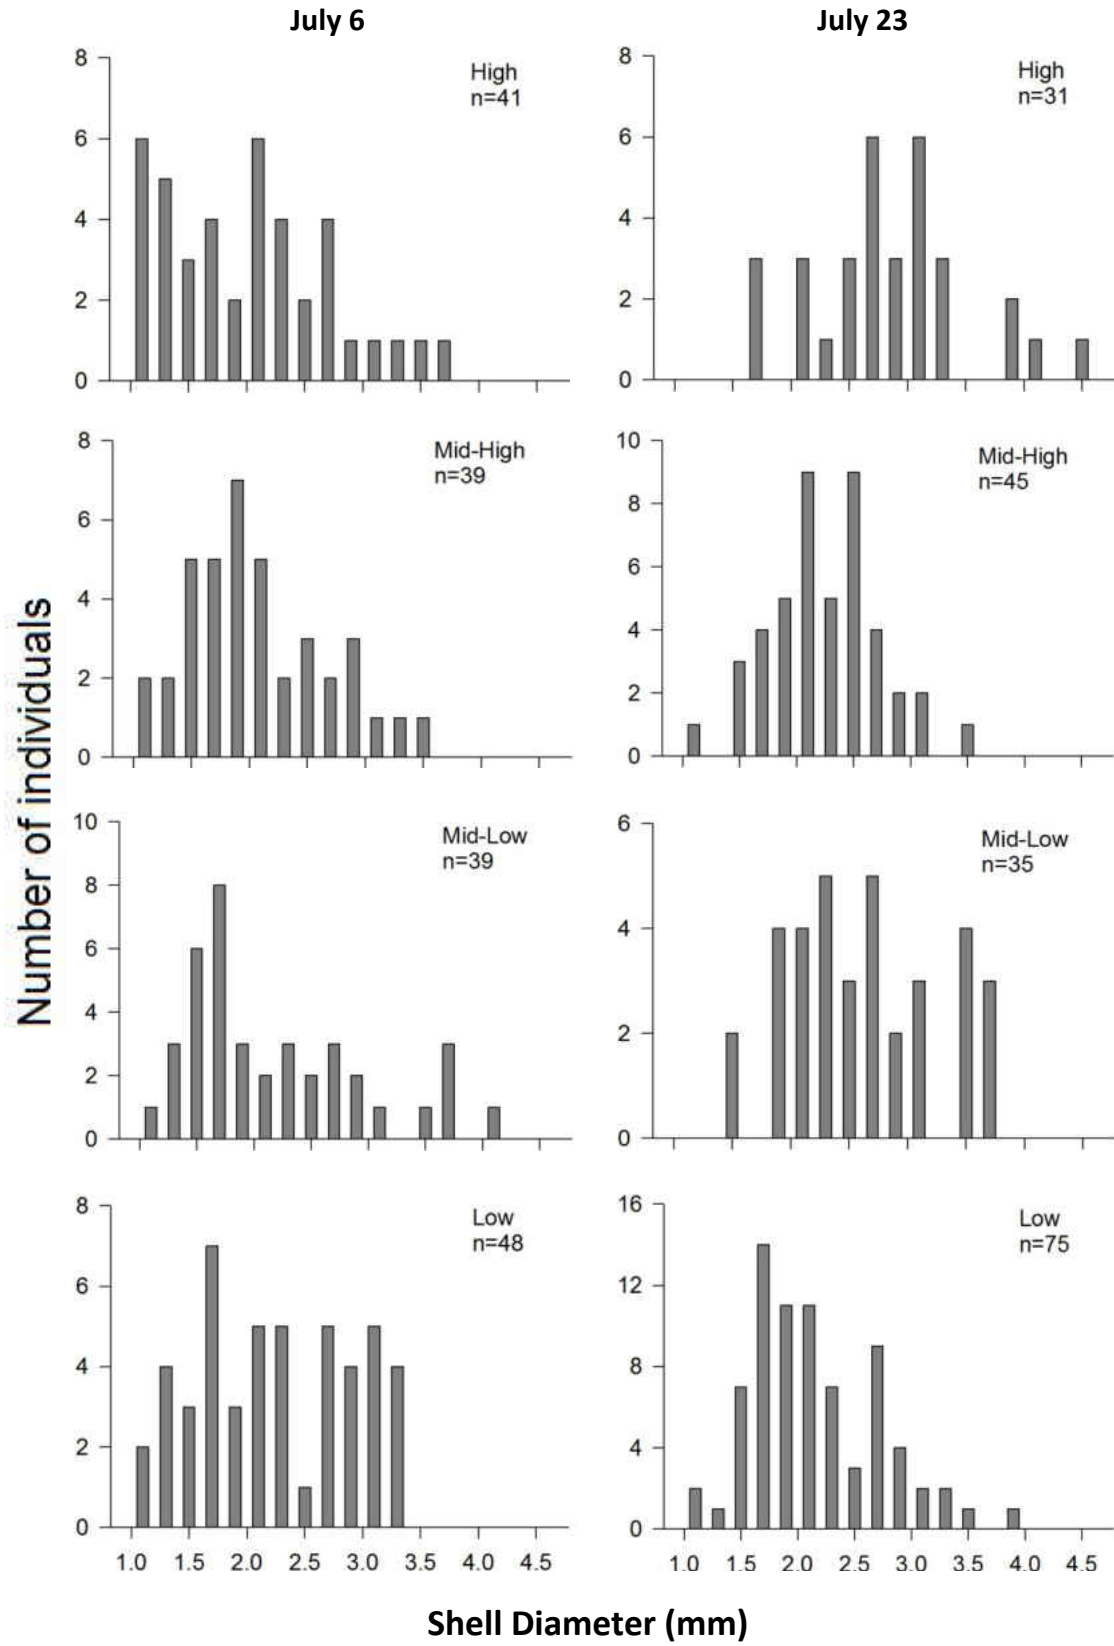 July 6
July 23
8
6
4
2
0
High
n=41
8
6
4
2
0
High
n=31
8
6
4
2
0
Mid-High
n=39
10
8
6
4
2
0
Mid-High
n=45
Number of individuals
10
8
6
4
2
0
Mid-Low
n=39
6
4
2
0
Mid-Low
n=35
8
6
4
2
0
Low
n=48
1.0 1.5 2.0 2.5 3.0 3.5 4.0 4.5
16
12
8
4
0
Low
n=75
1.0 1.5 2.0 2.5 3.0 3.5 4.0 4.5
Shell Diameter (mm)